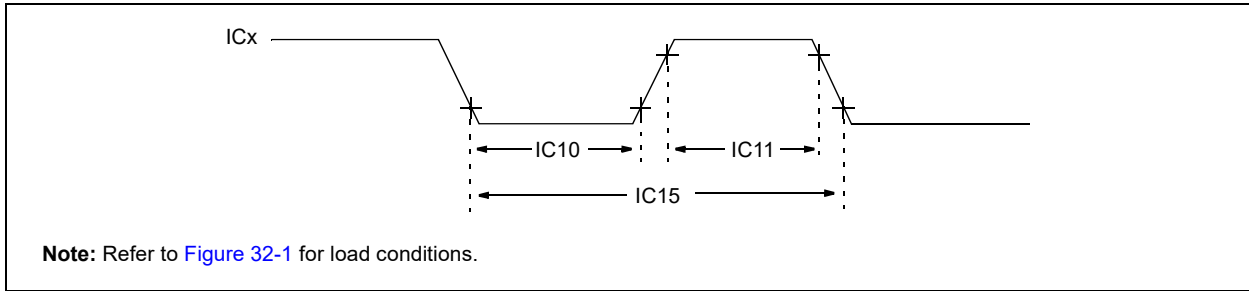 ICx
IC10 IC11
IC15
Note: Refer to Figure 32-1 for load conditions.